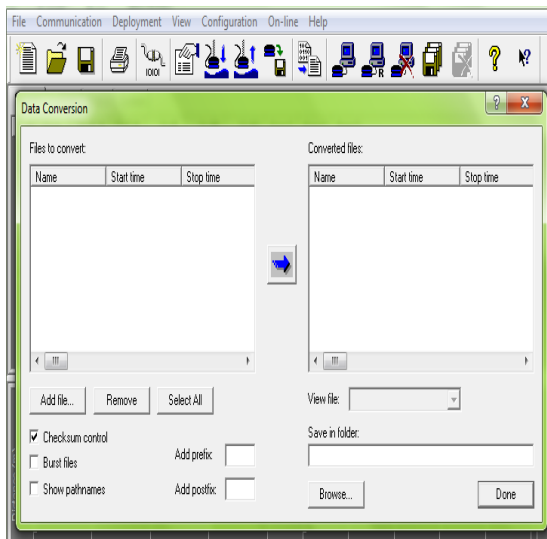 File Communication Deployment View Configuration On-line Help
Data Conversion
Files to convert:
Converted files:
Name Start time Stop time
Name Start time Stop time
Add file... Remove Select All
View file:
Checksum control
Burst files
Show pathnames
Add prefix:
Add postfix:
Save in folder:
Browse...
Done